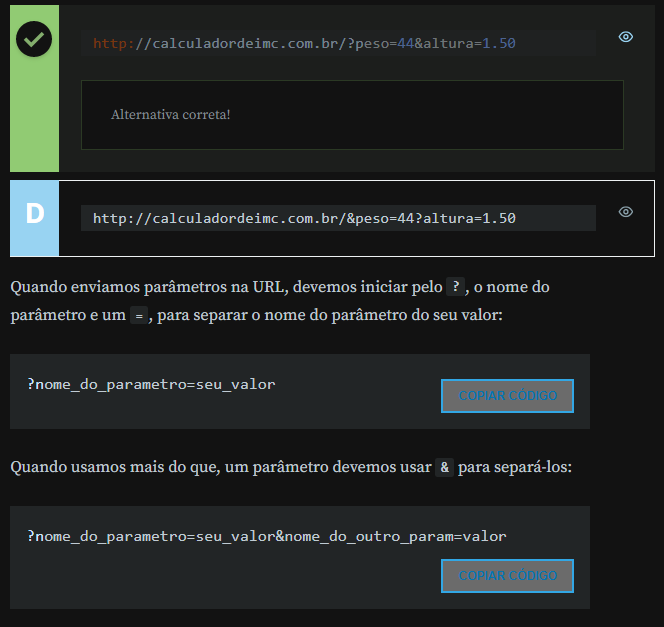 http://calculadordeimc.com.br/?peso=44&altura=1.50
Alternativa correta!
D
http://calculadordeimc.com.br/&peso=44?altura=1.50
Quando enviamos parâmetros na URL, devemos iniciar pelo ?, o nome do
parâmetro e um =, para separar o nome do parâmetro do seu valor:
?nome_do_parametro=seu_valor
COPIAR CÓDIGO
Quando usamos mais do que, um parâmetro devemos usar & para separá-los:
?nome_do_parametro=seu_valor&nome_do_outro_param=valor
COPIAR CÓDIGO